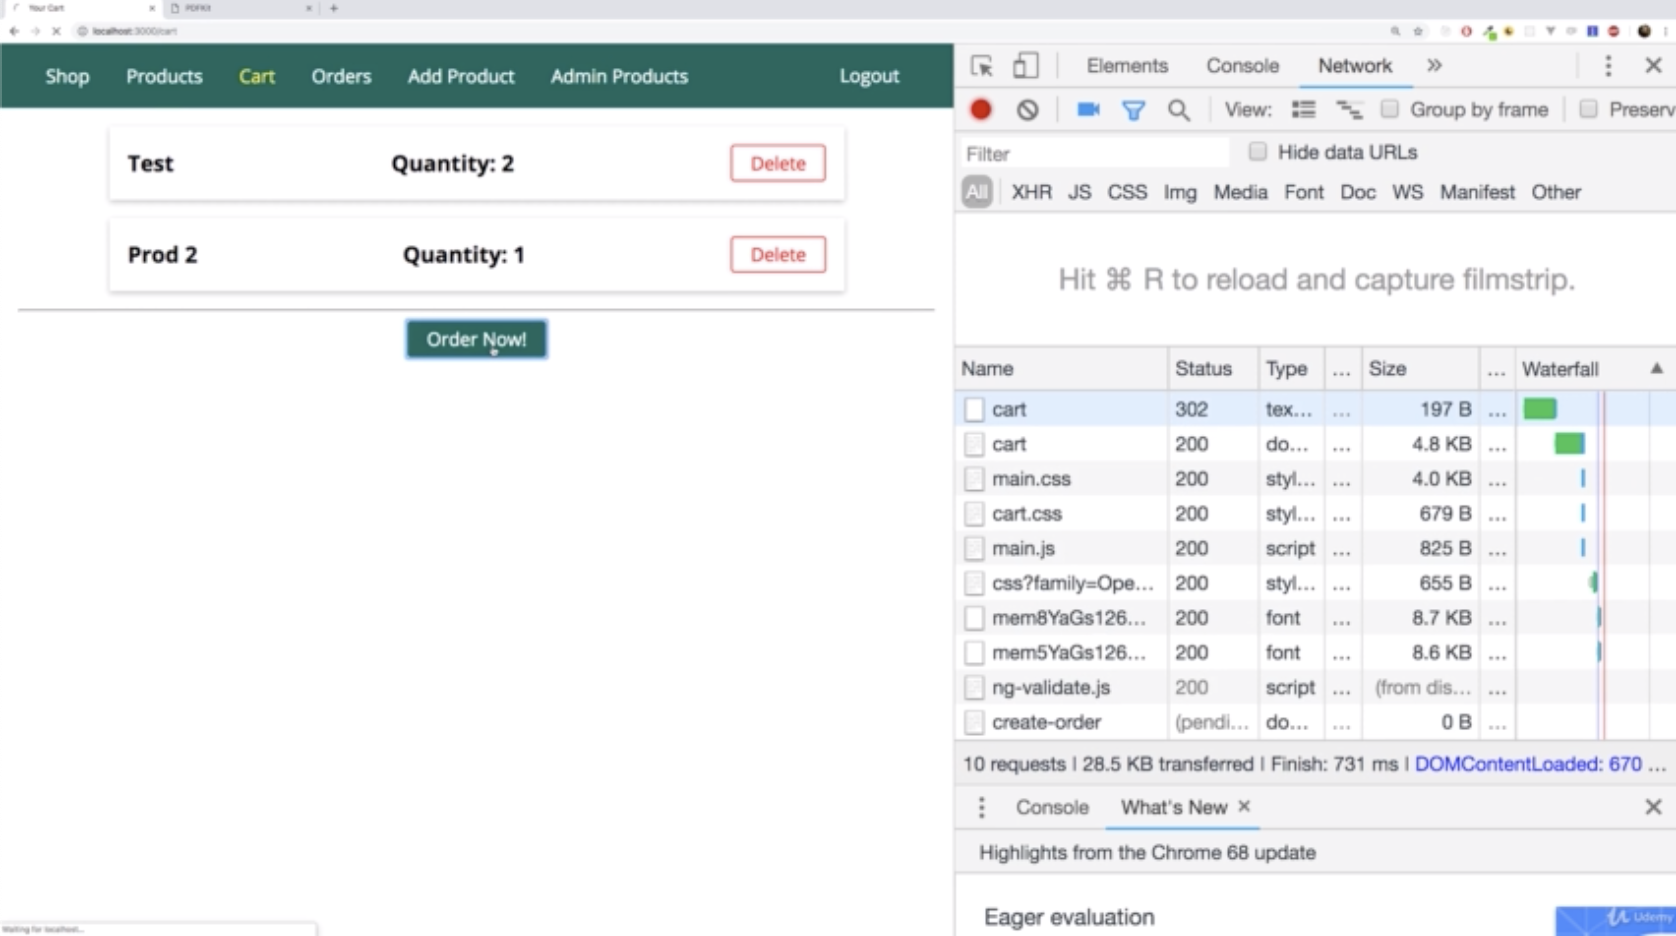 Your Cart × PDFKit × +
localhost:3000/cart
Shop Products Cart Orders Add Product Admin Products Logout
Test Quantity: 2 Delete
Prod 2 Quantity: 1 Delete
Order Now!
Waiting for localhost...
Elements Console Network »
View: Group by frame Preserv
Filter Hide data URLs
All XHR JS CSS Img Media Font Doc WS Manifest Other
Hit ⌘ R to reload and capture filmstrip.
Name Status Type ... Size ... Waterfall ▲
cart 302 tex... ... 197 B ...
cart 200 do... ... 4.8 KB ...
main.css 200 styl... ... 4.0 KB ...
cart.css 200 styl... ... 679 B ...
main.js 200 script ... 825 B ...
css?family=Ope... 200 styl... ... 655 B ...
mem8YaGs126... 200 font ... 8.7 KB ...
mem5YaGs126... 200 font ... 8.6 KB ...
ng-validate.js 200 script ... (from dis... ...
create-order (pendi... do... ... 0 B ...
10 requests | 28.5 KB transferred | Finish: 731 ms | DOMContentLoaded: 670 ...
Console What's New ×
Highlights from the Chrome 68 update
Eager evaluation
Udemy